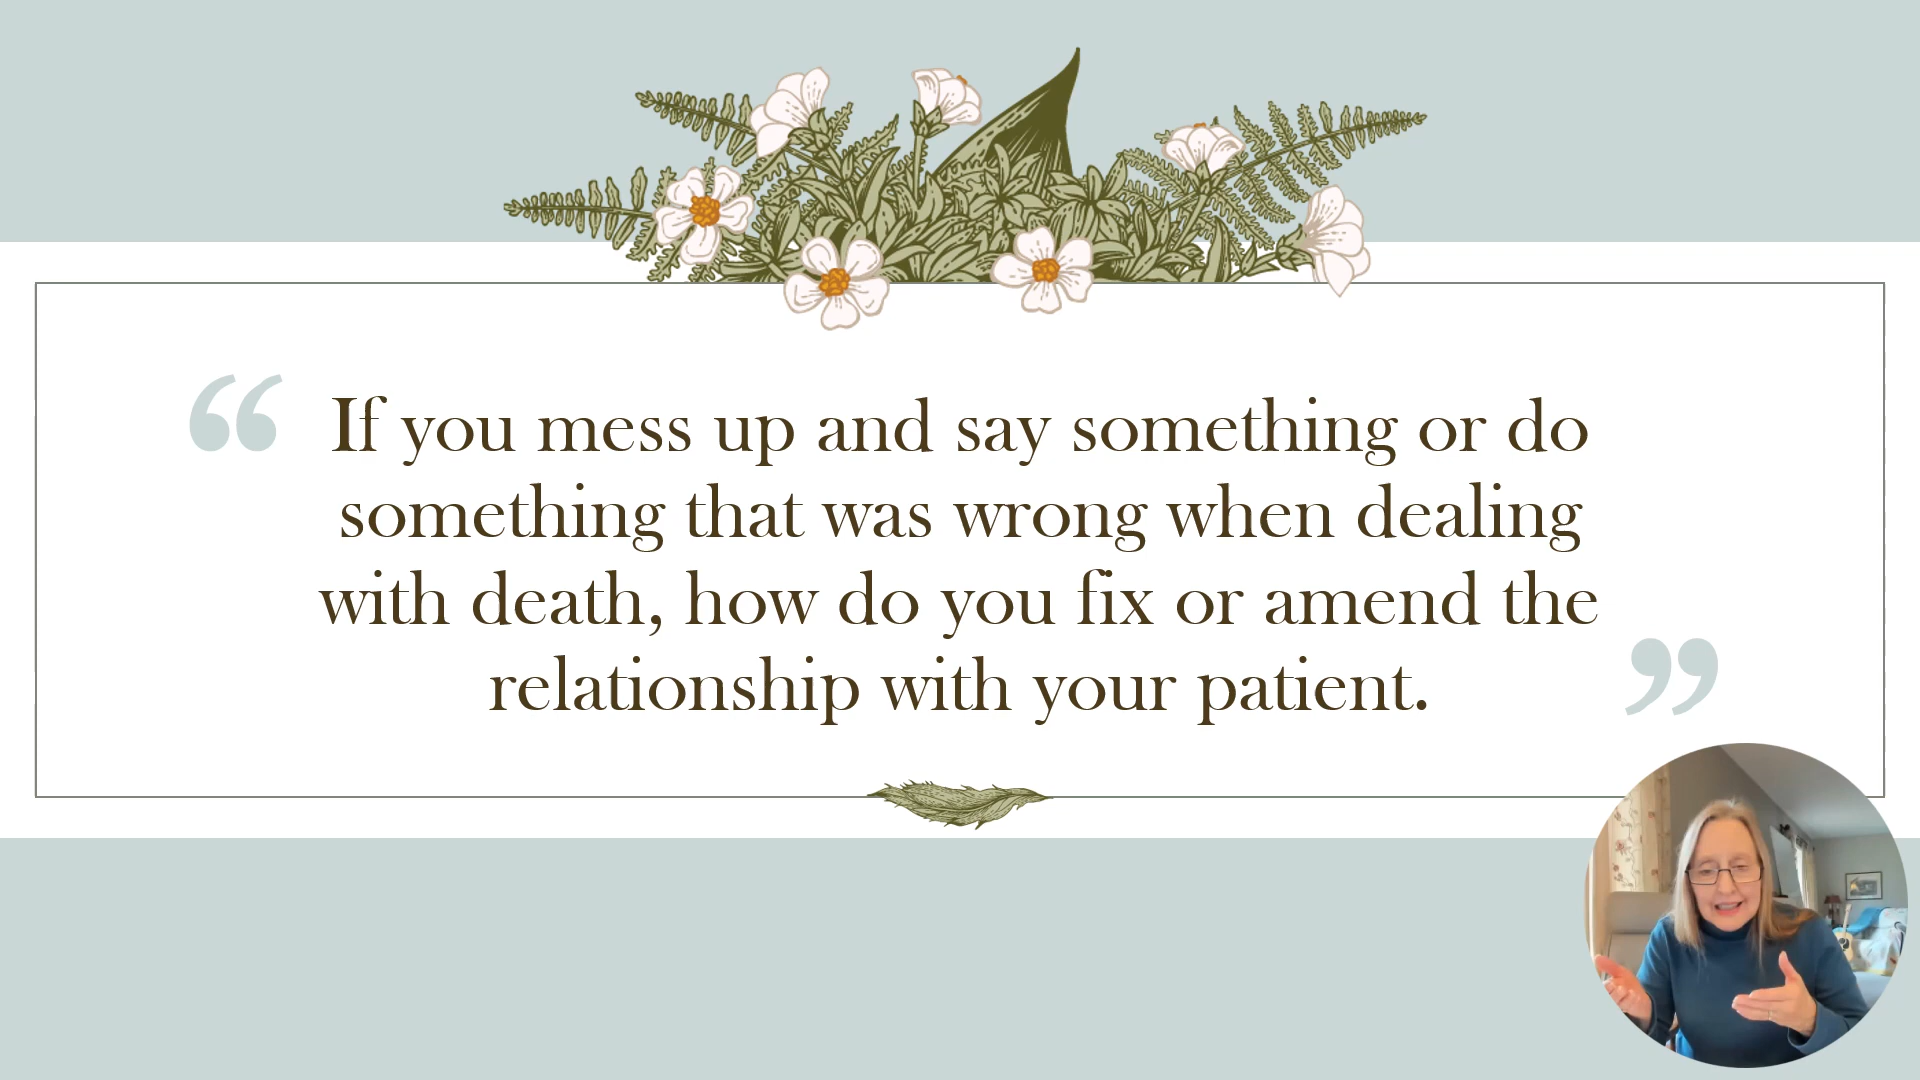 “ If you mess up and say something or do
something that was wrong when dealing
with death, how do you fix or amend the
relationship with your patient. ”